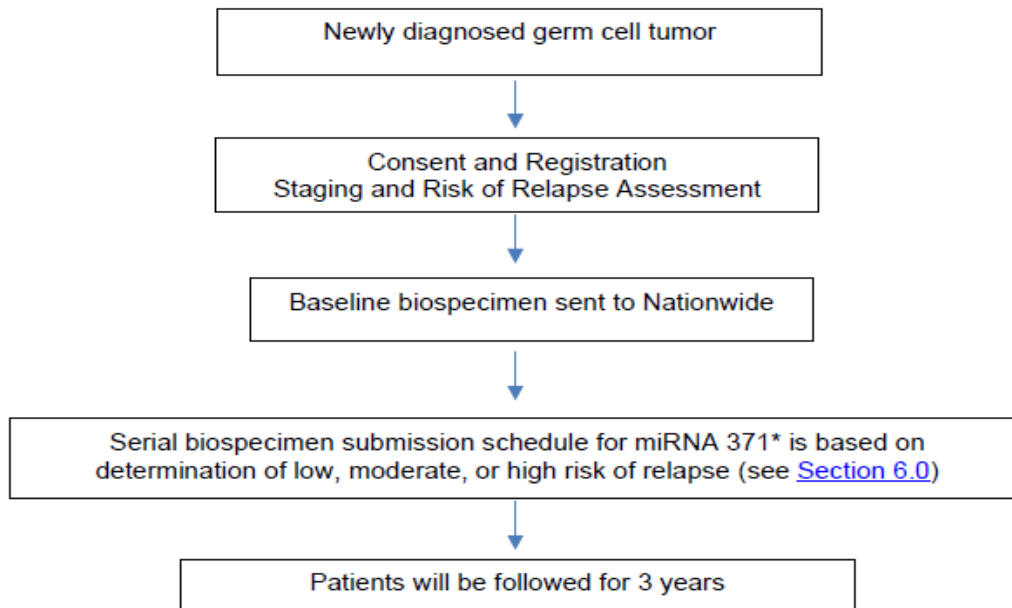 Newly diagnosed germ cell tumor
Consent and Registration
Staging and Risk of Relapse Assessment
Baseline biospecimen sent to Nationwide
Serial biospecimen submission schedule for miRNA 371* is based on
determination of low, moderate, or high risk of relapse (see Section 6.0)
Patients will be followed for 3 years